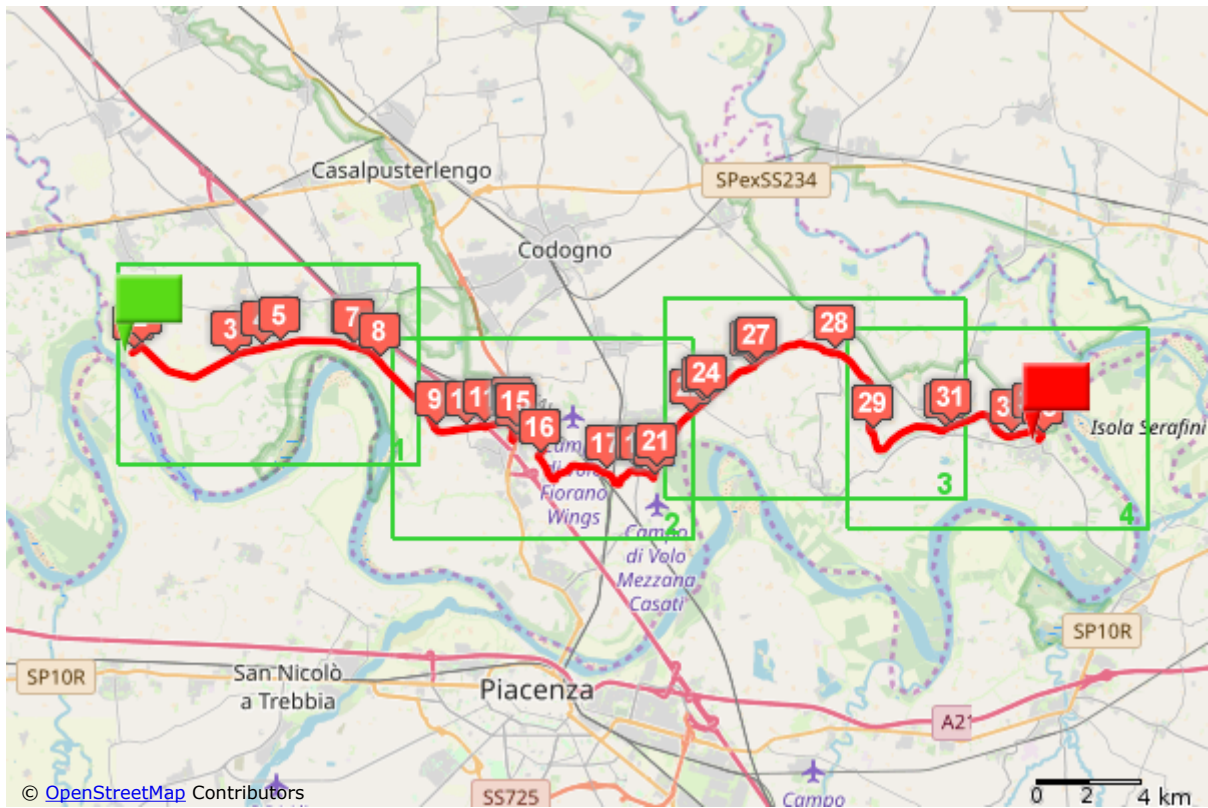 Casalpusterlengo
SPexSS234
Codogno
5
3
7
8
28
27
24
9
11
15
16
17
21
29
31
1
2
3
4
Fiorano
Wings
Campo
di Volo
Mezzana
Casati
Isola Serafini
SP10R
San Nicolò
a Trebbia
SP10R
Piacenza
A21
SS725
Campo
0 2 4 km
© OpenStreetMap Contributors